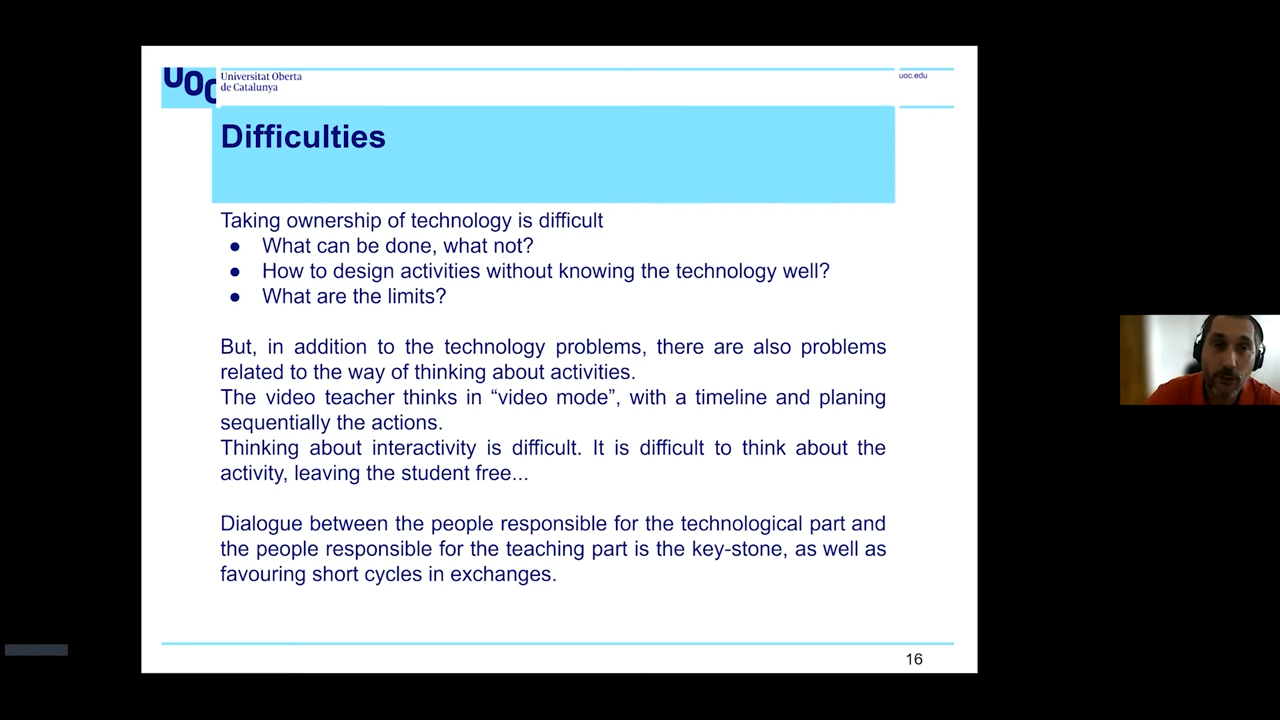 UOC
Universitat Oberta
de Catalunya
uoc.edu
Difficulties
Taking ownership of technology is difficult
● What can be done, what not?
● How to design activities without knowing the technology well?
● What are the limits?
But, in addition to the technology problems, there are also problems
related to the way of thinking about activities.
The video teacher thinks in “video mode”, with a timeline and planing
sequentially the actions.
Thinking about interactivity is difficult. It is difficult to think about the
activity, leaving the student free...
Dialogue between the people responsible for the technological part and
the people responsible for the teaching part is the key-stone, as well as
favouring short cycles in exchanges.
16